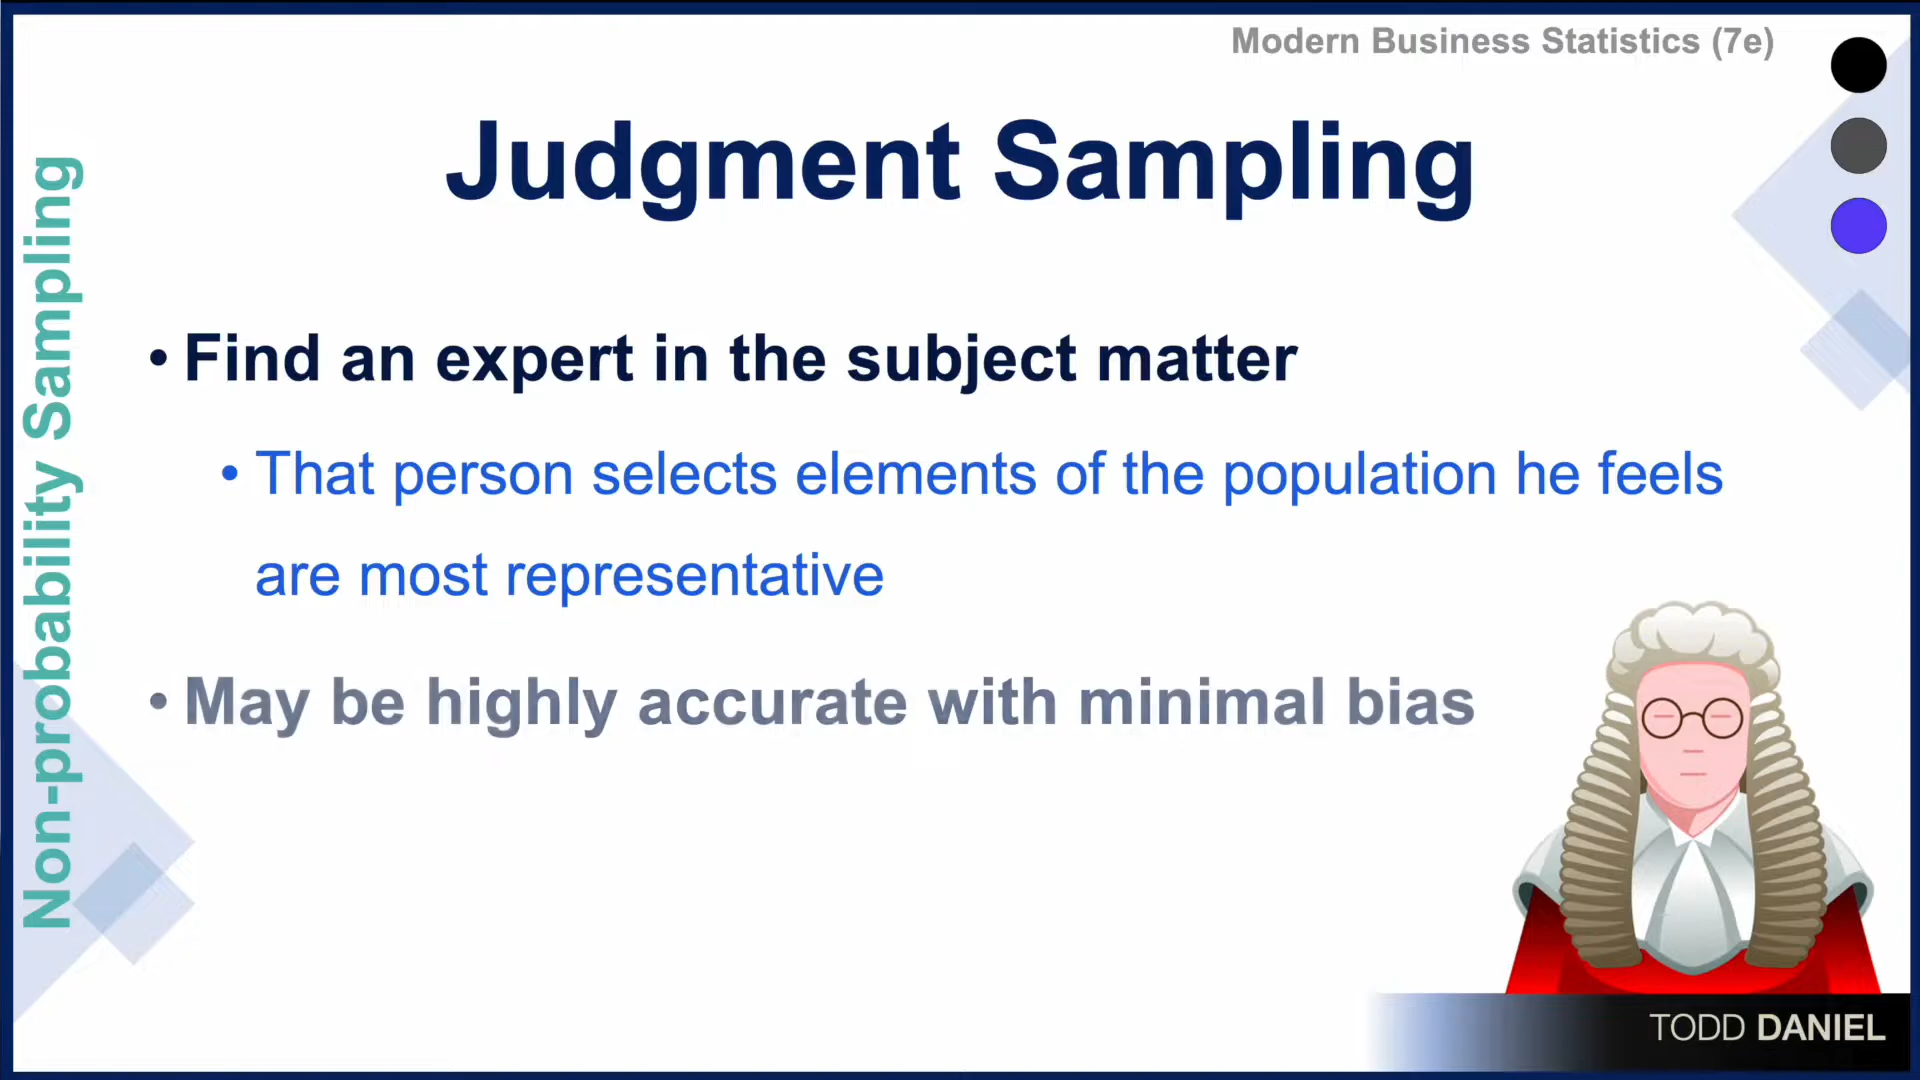 Modern Business Statistics (7e)
Judgment Sampling
Non-probability Sampling
• Find an expert in the subject matter
• That person selects elements of the population he feels
are most representative
• May be highly accurate with minimal bias
TODD DANIEL